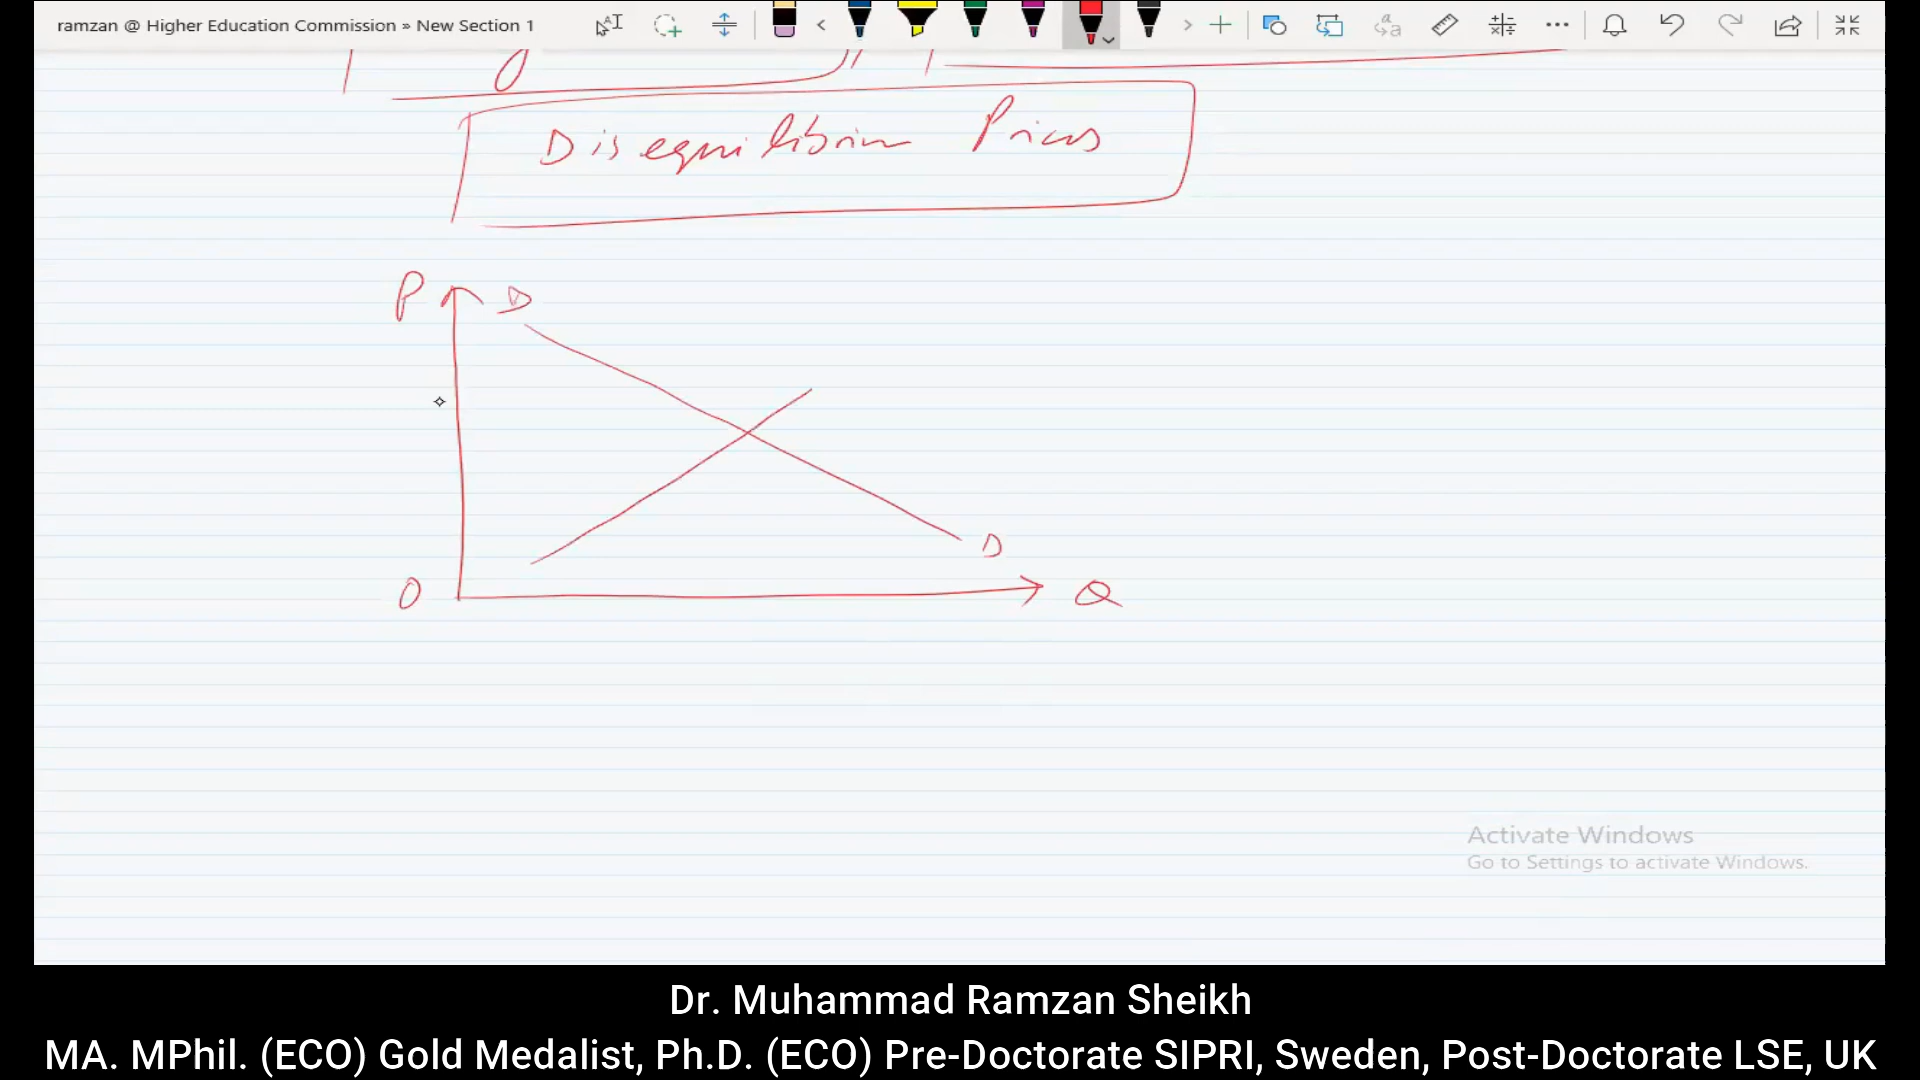 ramzan @ Higher Education Commission » New Section 1
Disequilibrium Prices
P
D
D
O
Q
Activate Windows
Go to Settings to activate Windows.
Dr. Muhammad Ramzan Sheikh
MA. MPhil. (ECO) Gold Medalist, Ph.D. (ECO) Pre-Doctorate SIPRI, Sweden, Post-Doctorate LSE, UK